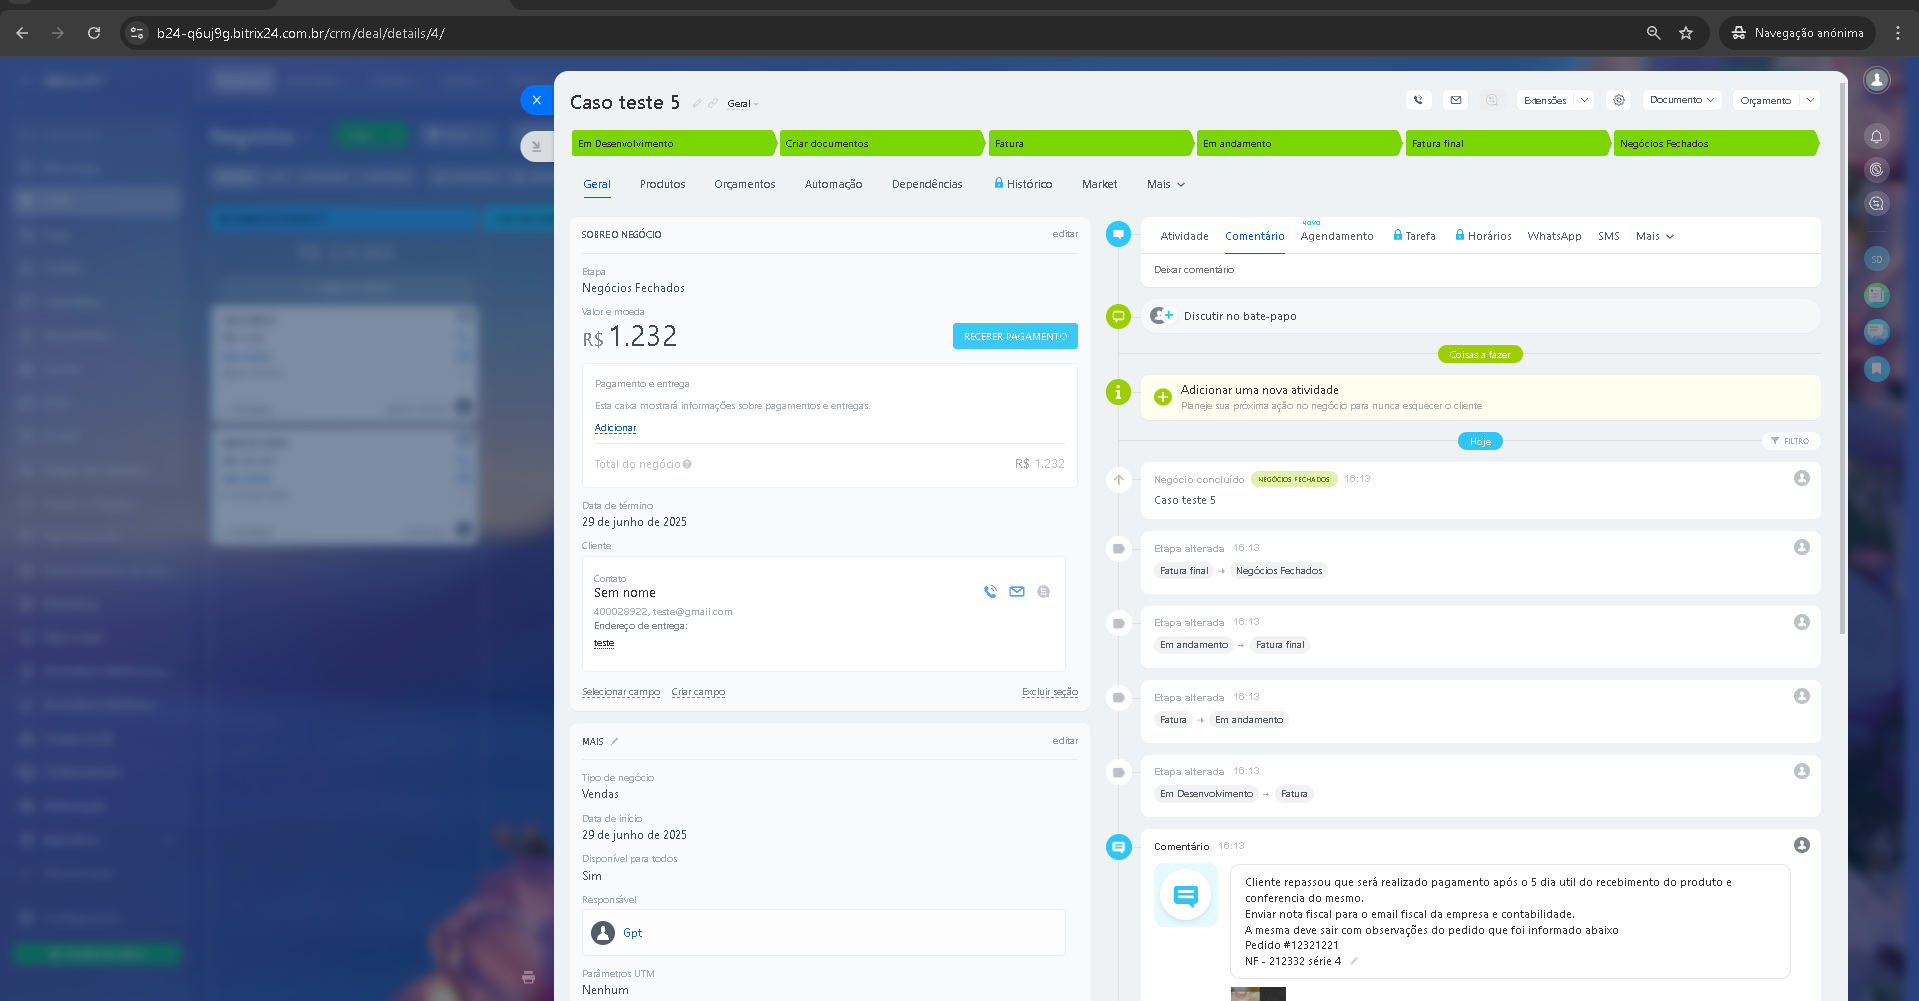 b24-q6uj9g.bitrix24.com.br/crm/deal/details/4/
Navegação anónima
Caso teste 5
Geral
Extensões
Documento
Orçamento
Em Desenvolvimento
Criar documentos
Fatura
Em andamento
Fatura final
Negócios Fechados
Geral
Produtos
Orçamentos
Automação
Dependências
Histórico
Market
Mais
SOBRE O NEGÓCIO
editar
Etapa
Negócios Fechados
Valor e moeda
R$ 1.232
RECEBER PAGAMENTO
Pagamento e entrega
Esta caixa mostrará informações sobre pagamentos e entregas.
Adicionar
Total do negócio
R$ 1.232
Data de término
29 de junho de 2025
Cliente
Contato
Sem nome
400028922, teste@gmail.com
Endereço de entrega:
teste
Selecionar campo
Criar campo
Excluir seção
MAIS
editar
Tipo de negócio
Vendas
Data de início
29 de junho de 2025
Disponível para todos
Sim
Responsável
Gpt
Parâmetros UTM
Nenhum
NOVO
Atividade
Comentário
Agendamento
Tarefa
Horários
WhatsApp
SMS
Mais
Deixar comentário
Discutir no bate-papo
Coisas a fazer
Adicionar uma nova atividade
Planeje sua próxima ação no negócio para nunca esquecer o cliente
Hoje
FILTRO
Negócio concluído NEGÓCIOS FECHADOS 16:13
Caso teste 5
Etapa alterada 16:13
Fatura final → Negócios Fechados
Etapa alterada 16:13
Em andamento → Fatura final
Etapa alterada 16:13
Fatura → Em andamento
Etapa alterada 16:13
Em Desenvolvimento → Fatura
Comentário 16:13
Cliente repassou que será realizado pagamento após o 5 dia util do recebimento do produto e
conferencia do mesmo.
Enviar nota fiscal para o email fiscal da empresa e contabilidade.
A mesma deve sair com observações do pedido que foi informado abaixo
Pedido #12321221
NF - 212332 série 4
SD